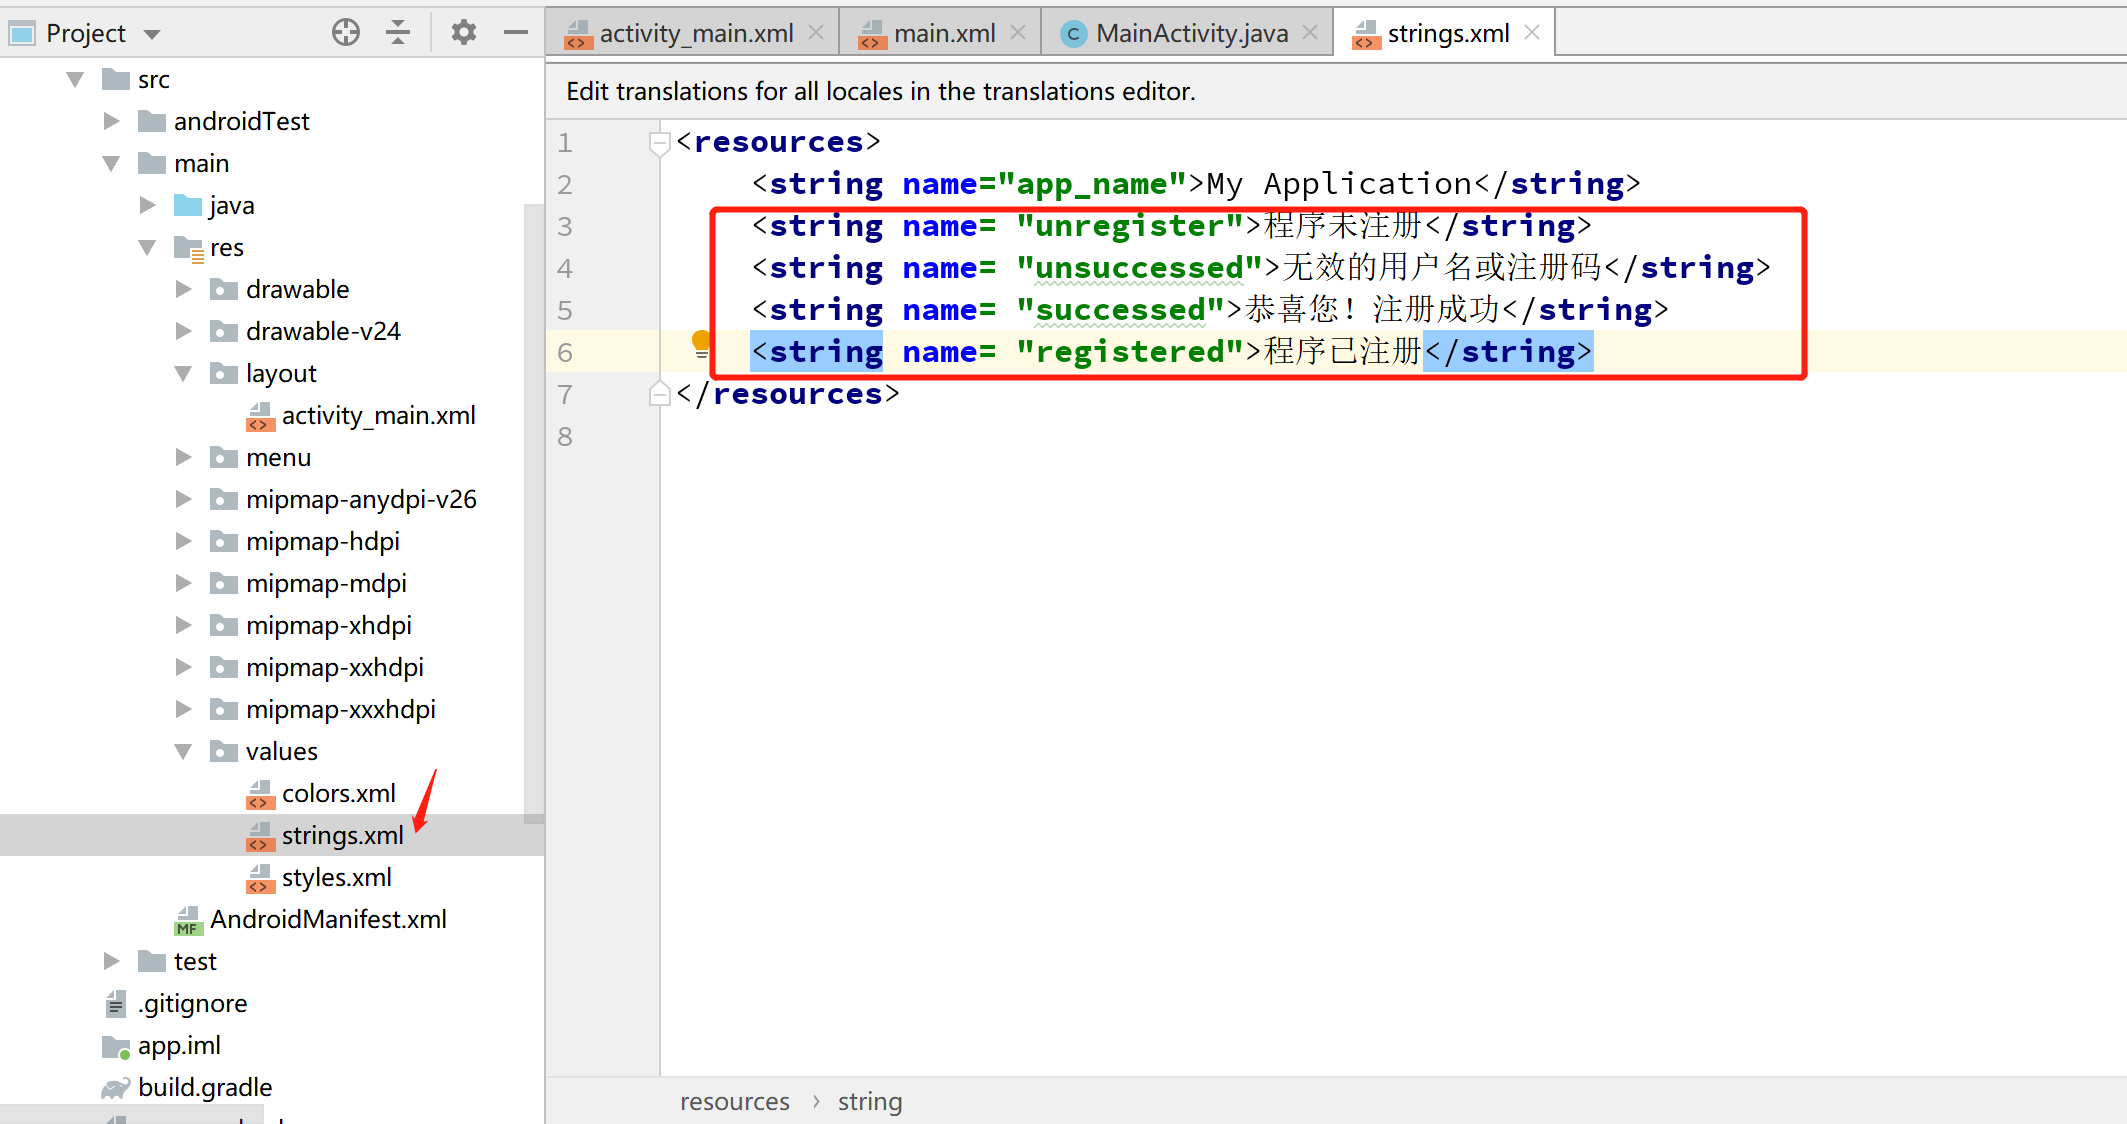 Project
activity_main.xml
main.xml
MainActivity.java
strings.xml
Edit translations for all locales in the translations editor.
src
androidTest
main
java
res
drawable
drawable-v24
layout
activity_main.xml
menu
mipmap-anydpi-v26
mipmap-hdpi
mipmap-mdpi
mipmap-xhdpi
mipmap-xxhdpi
mipmap-xxxhdpi
values
colors.xml
strings.xml
styles.xml
MF AndroidManifest.xml
test
.gitignore
app.iml
build.gradle
1 <resources>
2 <string name="app_name">My Application</string>
3 <string name= "unregister">程序未注册</string>
4 <string name= "unsuccessed">无效的用户名或注册码</string>
5 <string name= "successed">恭喜您！注册成功</string>
6 <string name= "registered">程序已注册</string>
7 </resources>
8
resources › string